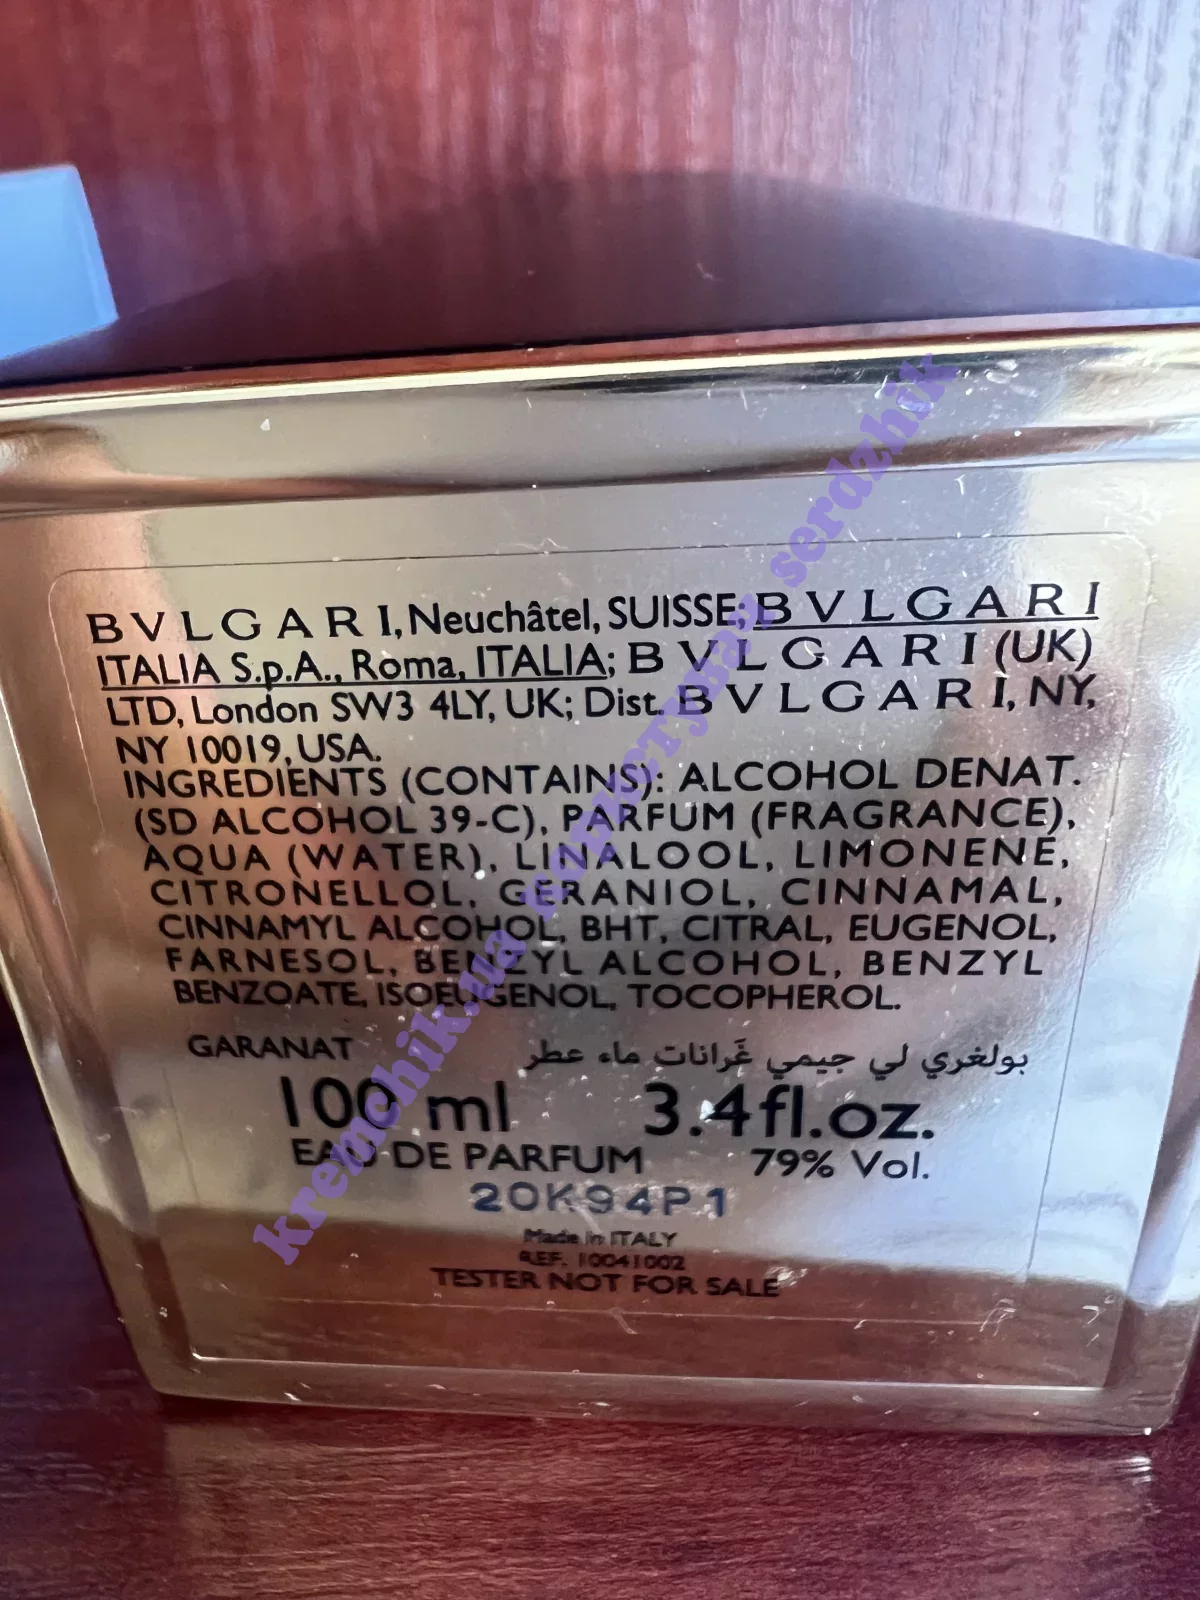 BVLGARI, Neuchâtel, SUISSE; BVLGARI
ITALIA S.p.A., Roma, ITALIA; BVLGARI (UK)
LTD, London SW3 4LY, UK; Dist. BVLGARI, NY,
NY 10019, USA.
INGREDIENTS (CONTAINS): ALCOHOL DENAT.
(SD ALCOHOL 39-C), PARFUM (FRAGRANCE),
AQUA (WATER), LINALOOL, LIMONENE,
CITRONELLOL, GERANIOL, CINNAMAL,
CINNAMYL ALCOHOL, BHT, CITRAL, EUGENOL,
FARNESOL, BENZYL ALCOHOL, BENZYL
BENZOATE, ISOEUGENOL, TOCOPHEROL.
GARANAT بولغري لي جيمي غَرانات ماء عطر
100 ml 3.4fl.oz.
EAU DE PARFUM 79% Vol.
20K94P1
Made in ITALY
REF. 10041002
TESTER NOT FOR SALE
kremchik.ua користувач serdzhik